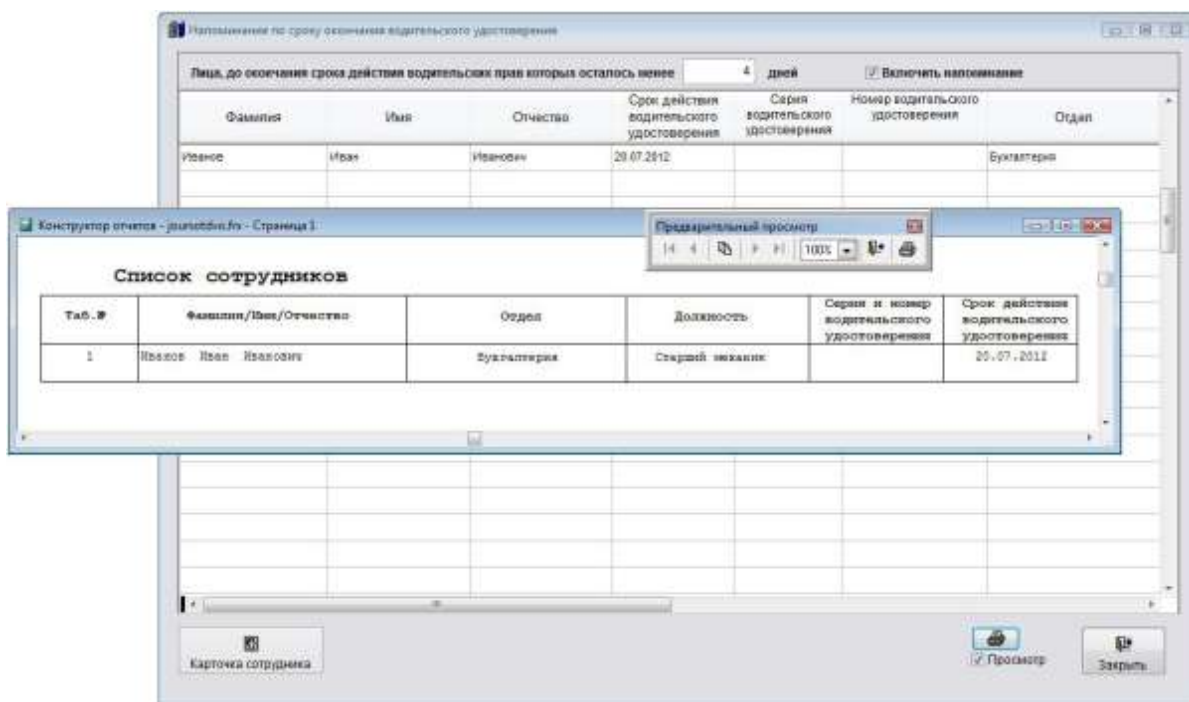 Напоминание по сроку окончания водительского удостоверения
Лица, до окончания срока действия водительских прав которых осталось менее 4 дней Включить напоминание
Фамилия Имя Отчество Срок действия водительского удостоверения Серия водительского удостоверения Номер водительского удостоверения Отдел
Иванов Иван Иванович 20.07.2012 Бухгалтерия
Конструктор отчетов - - Страница 1
Предварительный просмотр
100%
Список сотрудников
Таб.№ Фамилия/Имя/Отчество Отдел Должность Серия и номер водительского удостоверения Срок действия водительского удостоверения
1 Иванов Иван Иванович Бухгалтерия Старший механик 20.07.2012
Карточка сотрудника
Просмотр
Закрыть